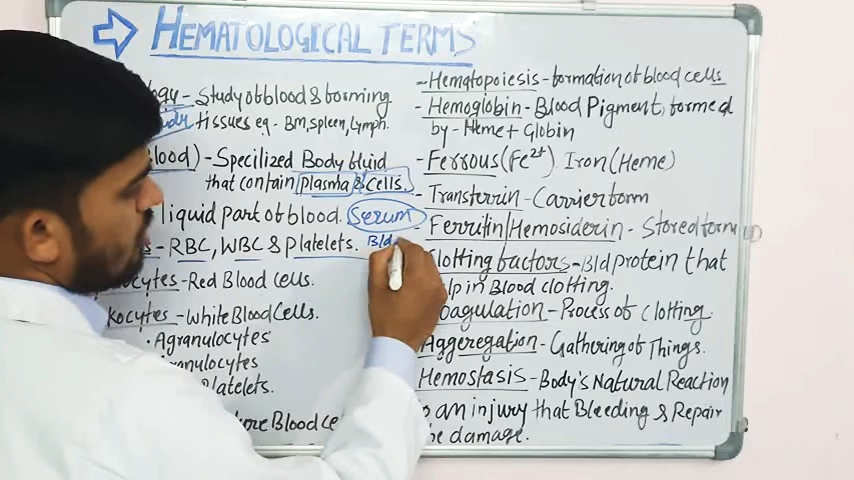 HEMATOLOGICAL TERMS
Study of blood & forming
tissues eg - BM, Spleen, Lymph.
Blood) - Specilized Body fluid
that contain plasma & Cells.
liquid part of blood. Serum
Bld
- RBC, WBC & Platelets.
- Red Blood cells.
kocytes - White Blood Cells.
• Agranulocytes
granulocytes
Platelets.
Blood
- Hematopoiesis - formation of blood cells
- Hemoglobin - Blood Pigment, formed
by - Heme + Globin
- Ferrous (Fe2+) Iron (Heme)
- Transferrin - Carrier form
- Ferritin/Hemosiderin - Stored form
Clotting factors - Bld protein that
in Blood clotting.
oagulation - Process of clotting.
Aggeregation - Gathering of Things.
Hemostasis - Body's Natural Reaction
an injury that Bleeding & Repair
damage.